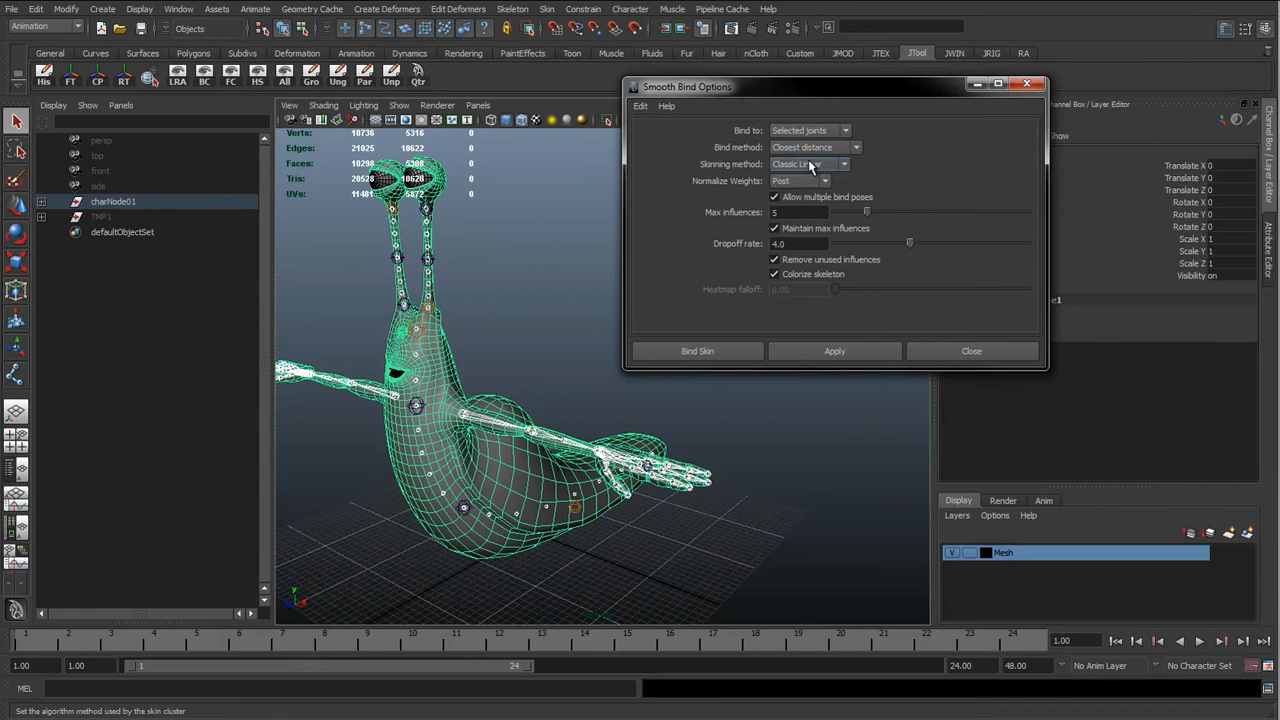 File Edit Modify Create Display Window Assets Animate Geometry Cache Create Deformers Edit Deformers Skeleton Skin Constrain Character Muscle Pipeline Cache Help
Animation Objects
General Curves Surfaces Polygons Subdivs Deformation Animation Dynamics Rendering PaintEffects Toon Muscle Fluids Fur Hair nCloth Custom JMOD JTEX JTool JWIN JRIG RA
His FT CP RT LRA BC FC HS All Gro Ung Par Unp Qtr
Display Show Panels
persp
top
front
side
charNode01
TMP1
defaultObjectSet
View Shading Lighting Show Renderer Panels
Verts: 10736 5316
Edges: 21025 10622
Faces: 10298 5308
Tris: 20528 10628
UVs: 11481 5872
Smooth Bind Options
Edit Help
Bind to: Selected joints
Bind method: Closest distance
Skinning method: Classic Linear
Normalize Weights: Post
Allow multiple bind poses
Max influences: 5
Maintain max influences
Dropoff rate: 4.0
Remove unused influences
Colorize skeleton
Heatmap falloff: 0.00
Bind Skin Apply Close
Channel Box / Layer Editor
Attribute Editor
Translate X 0
Translate Y 0
Translate Z 0
Rotate X 0
Rotate Y 0
Rotate Z 0
Scale X 1
Scale Y 1
Scale Z 1
Visibility on
Display Render Anim
Layers Options Help
V Mesh
y
x
1 2 3 4 5 6 7 8 9 10 11 12 13 14 15 16 17 18 19 20 21 22 23 24 1.00
1.00 1.00 1 24 24.00 48.00 No Anim Layer No Character Set
MEL
Set the algorithm method used by the skin cluster